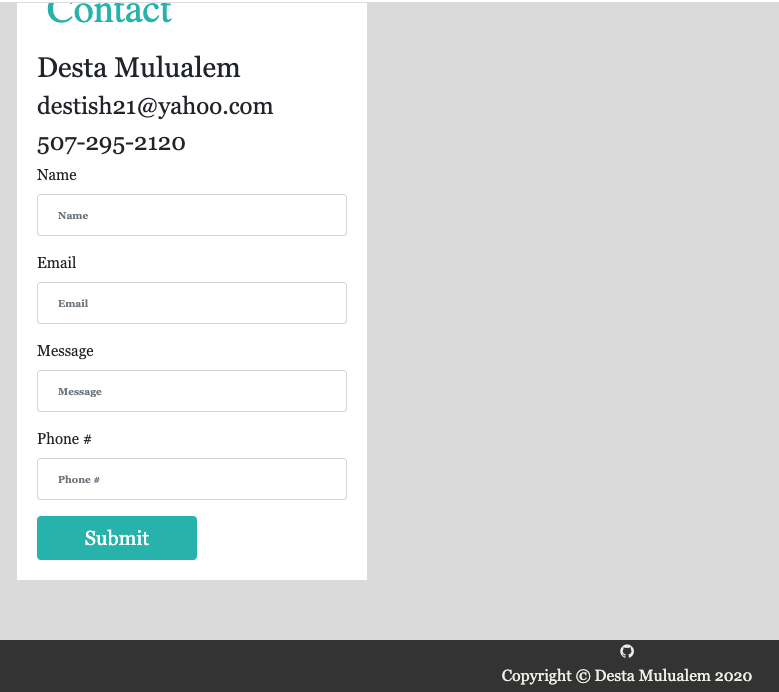 Contact
Desta Mulualem
destish21@yahoo.com
507-295-2120
Name
Name
Email
Email
Message
Message
Phone #
Phone #
Submit
Copyright © Desta Mulualem 2020